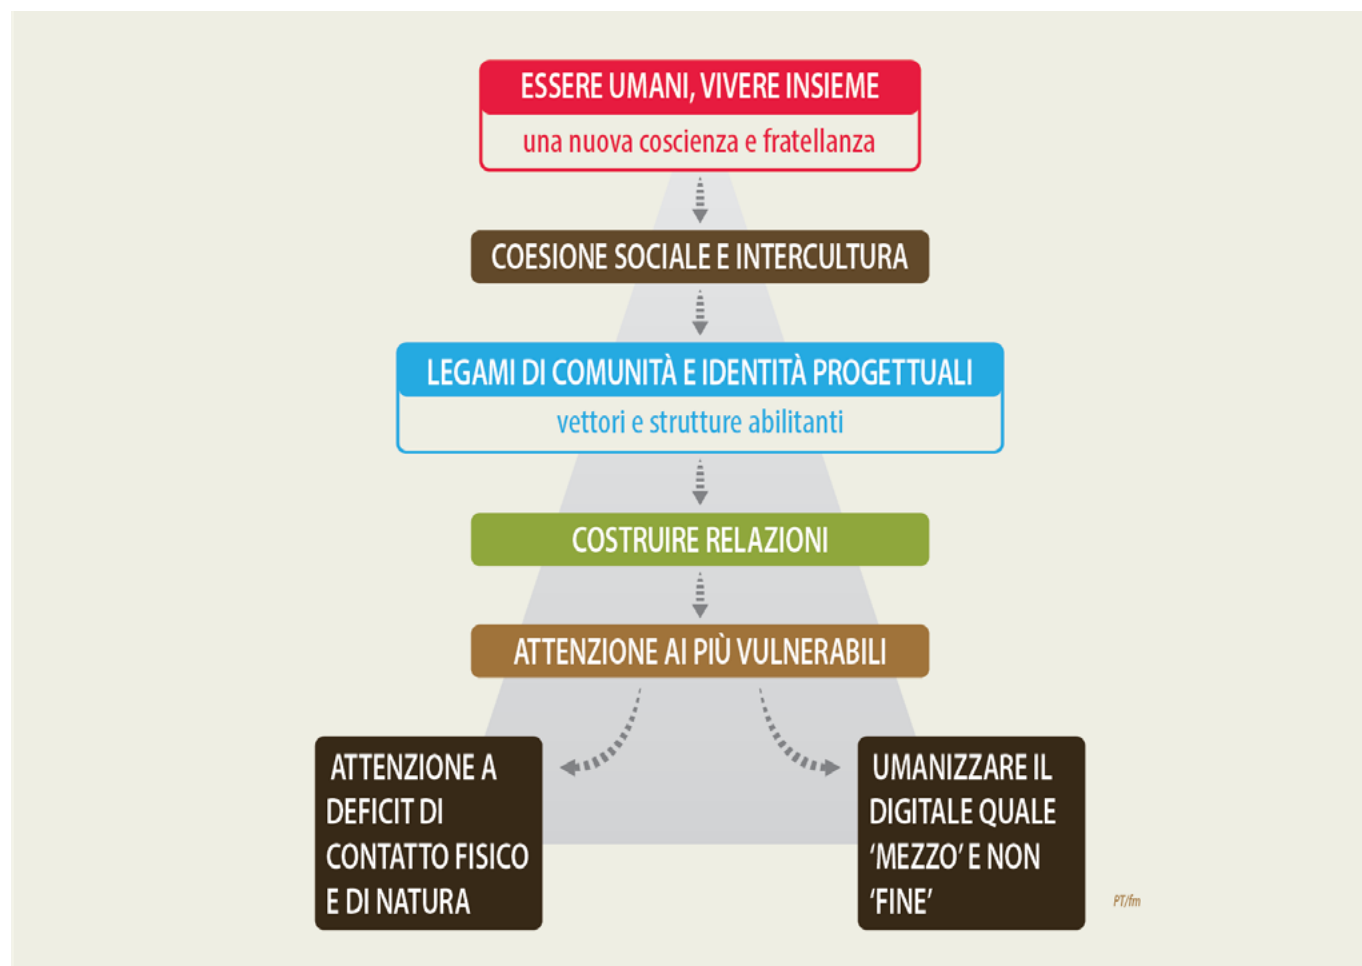 ESSERE UMANI, VIVERE INSIEME
una nuova coscienza e fratellanza
COESIONE SOCIALE E INTERCULTURA
LEGAMI DI COMUNITÀ E IDENTITÀ PROGETTUALI
vettori e strutture abilitanti
COSTRUIRE RELAZIONI
ATTENZIONE AI PIÙ VULNERABILI
ATTENZIONE A
DEFICIT DI
CONTATTO FISICO
E DI NATURA
UMANIZZARE IL
DIGITALE QUALE
‘MEZZO’ E NON
‘FINE’
PT/fm